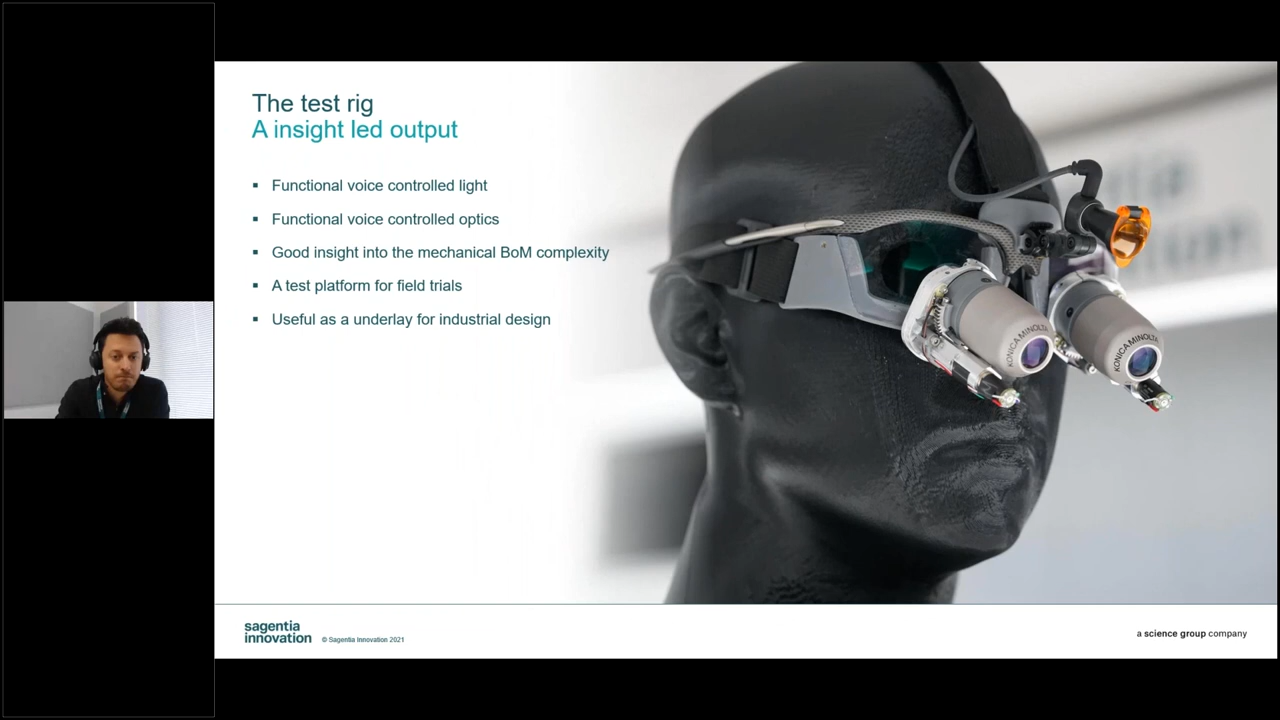 The test rig
A insight led output
▪ Functional voice controlled light
▪ Functional voice controlled optics
▪ Good insight into the mechanical BoM complexity
▪ A test platform for field trials
▪ Useful as a underlay for industrial design
KONICA MINOLTA
KONICA MINOLTA
sagentia
innovation
© Sagentia Innovation 2021
a science group company